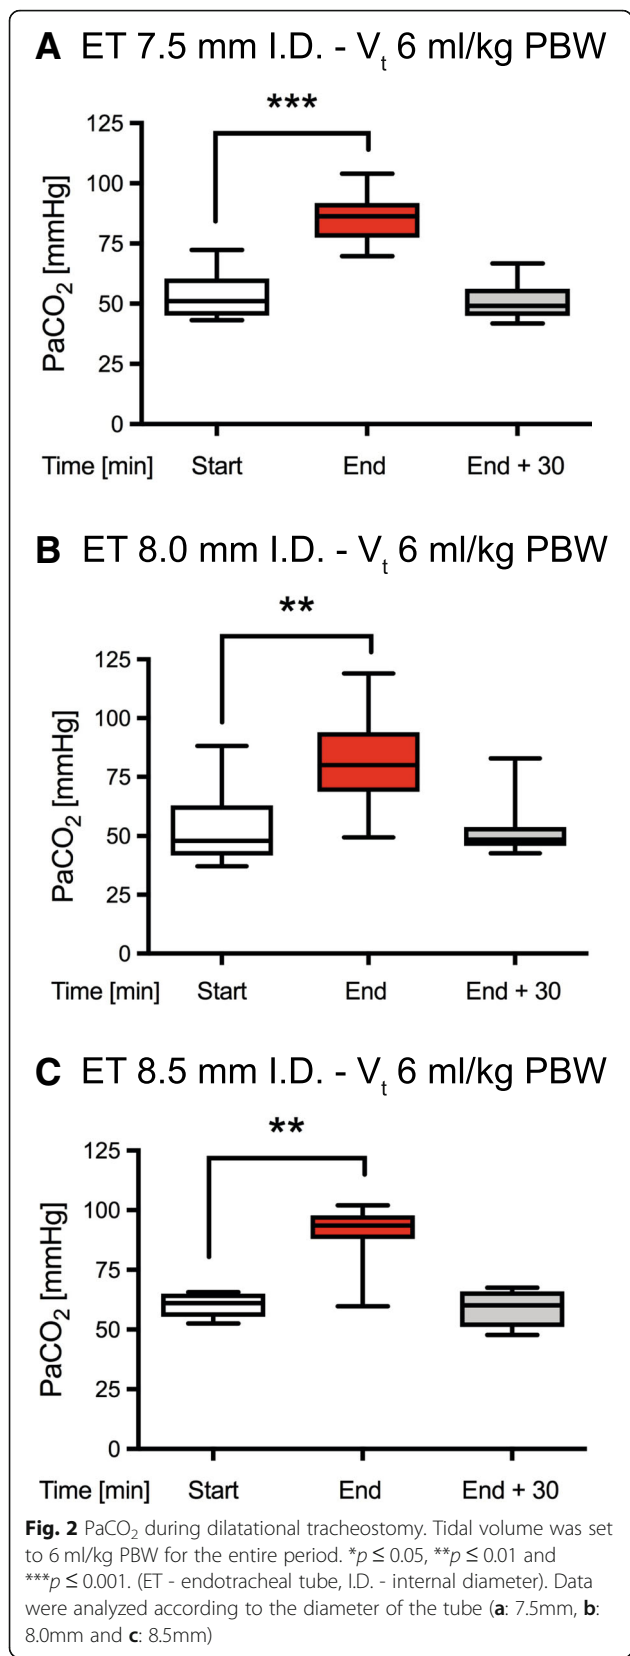 A ET 7.5 mm I.D. - Vt 6 ml/kg PBW
***
125
100
75
50
25
0
PaCO2 [mmHg]
Time [min] Start End End + 30
B ET 8.0 mm I.D. - Vt 6 ml/kg PBW
**
125
100
75
50
25
0
PaCO2 [mmHg]
Time [min] Start End End + 30
C ET 8.5 mm I.D. - Vt 6 ml/kg PBW
**
125
100
75
50
25
0
PaCO2 [mmHg]
Time [min] Start End End + 30
Fig. 2 PaCO2 during dilatational tracheostomy. Tidal volume was set
to 6 ml/kg PBW for the entire period. *p ≤ 0.05, **p ≤ 0.01 and
***p ≤ 0.001. (ET - endotracheal tube, I.D. - internal diameter). Data
were analyzed according to the diameter of the tube (a: 7.5mm, b:
8.0mm and c: 8.5mm)